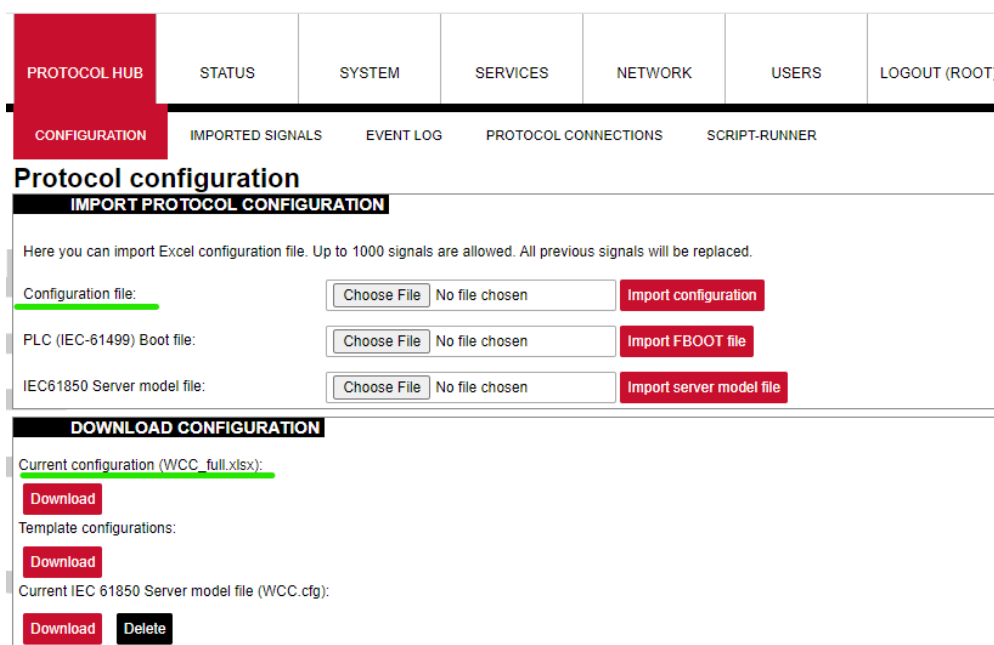 PROTOCOL HUB STATUS SYSTEM SERVICES NETWORK USERS LOGOUT (ROOT)
CONFIGURATION IMPORTED SIGNALS EVENT LOG PROTOCOL CONNECTIONS SCRIPT-RUNNER
Protocol configuration
IMPORT PROTOCOL CONFIGURATION
Here you can import Excel configuration file. Up to 1000 signals are allowed. All previous signals will be replaced.
Configuration file: Choose File No file chosen Import configuration
PLC (IEC-61499) Boot file: Choose File No file chosen Import FBOOT file
IEC61850 Server model file: Choose File No file chosen Import server model file
DOWNLOAD CONFIGURATION
Current configuration (WCC_full.xlsx):
Download
Template configurations:
Download
Current IEC 61850 Server model file (WCC.cfg):
Download Delete